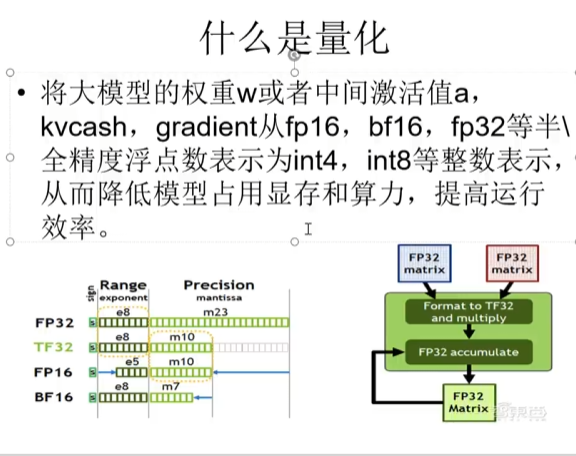 什么是量化
• 将大模型的权重w或者中间激活值a，
kvcash，gradient从fp16，bf16，fp32等半\
全精度浮点数表示为int4，int8等整数表示，
从而降低模型占用显存和算力，提高运行
效率。
sign
Range
exponent
Precision
mantissa
FP32
s
e8
m23
TF32
s
e8
m10
FP16
s
e5
m10
BF16
s
e8
m7
FP32
matrix
FP32
matrix
Format to TF32
and multiply
FP32 accumulate
FP32
Matrix